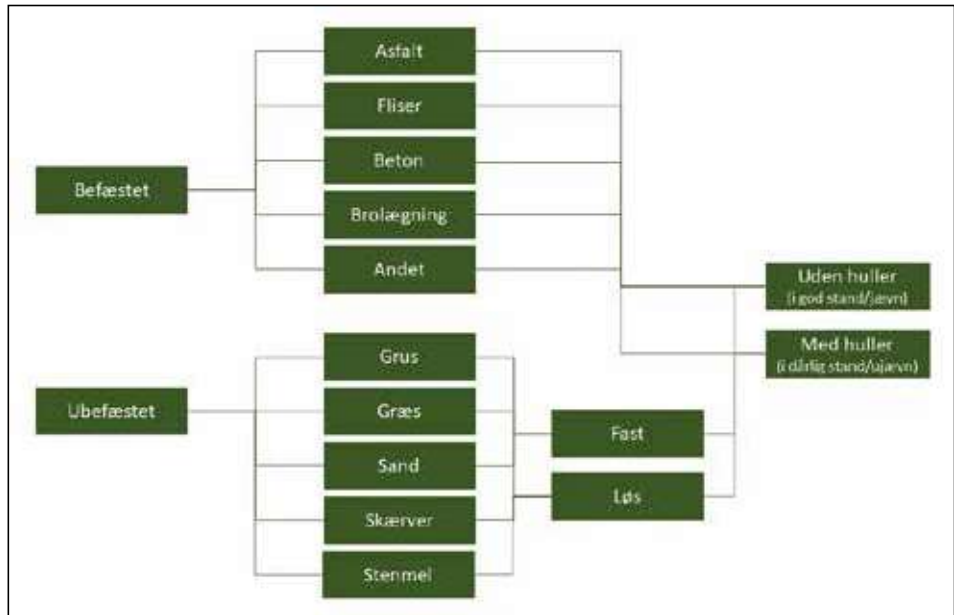 Befæstet
Asfalt
Fliser
Beton
Brolægning
Andet
Ubefæstet
Grus
Græs
Sand
Skærver
Stenmel
Fast
Løs
Uden huller
(i god stand/jævn)
Med huller
(i dårlig stand/ujævn)